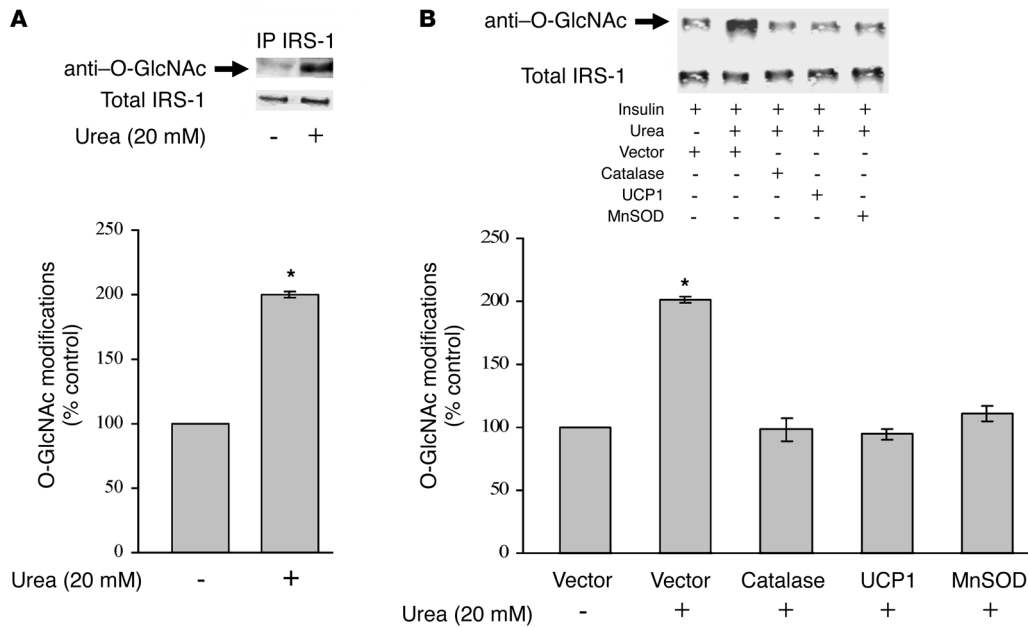 A
IP IRS-1
anti–O-GlcNAc
Total IRS-1
Urea (20 mM) - +
O-GlcNAc modifications
(% control)
250
200
150
100
50
0
*
Urea (20 mM) - +
B
anti–O-GlcNAc
Total IRS-1
Insulin + + + + +
Urea - + + + +
Vector + + - - -
Catalase - - + - -
UCP1 - - - + -
MnSOD - - - - +
O-GlcNAc modifications
(% control)
250
200
150
100
50
0
*
Vector Vector Catalase UCP1 MnSOD
Urea (20 mM) - + + + +